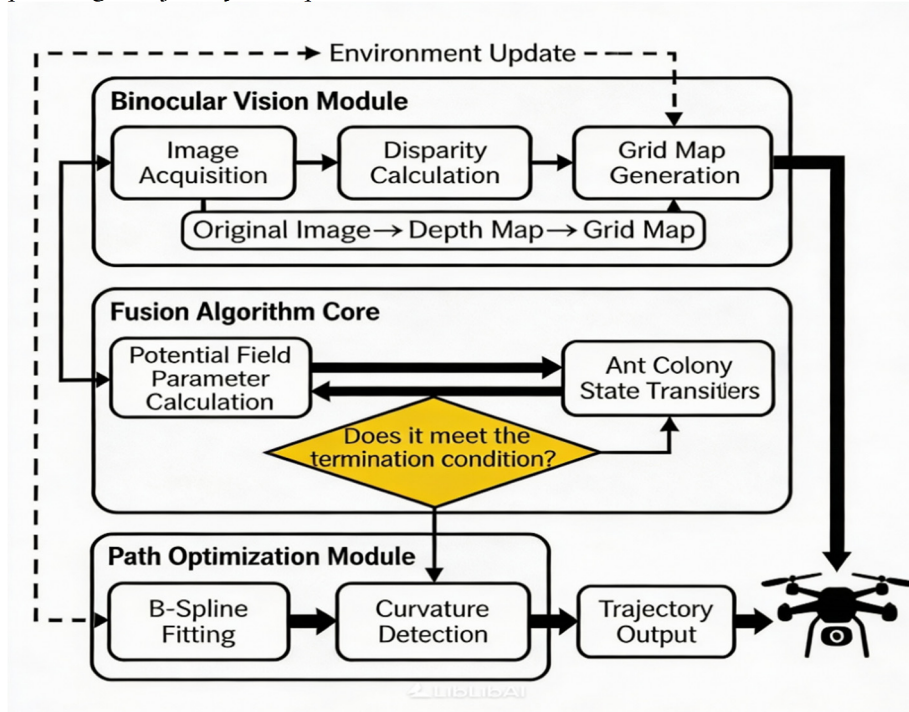 Environment Update
Binocular Vision Module
Image
Acquisition
Disparity
Calculation
Grid Map
Generation
Original Image→Depth Map→Grid Map
Fusion Algorithm Core
Potential Field
Parameter
Calculation
Ant Colony
State Transitiers
Does it meet the
termination condition?
Path Optimization Module
B-Spline
Fitting
Curvature
Detection
Trajectory
Output
LIBLIBAI